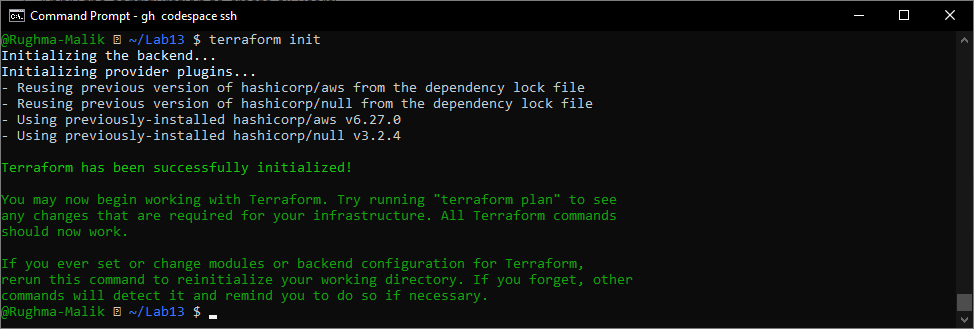 Command Prompt - gh  codespace ssh
@Rughma-Malik ~/Lab13 $ terraform init
Initializing the backend...
Initializing provider plugins...
- Reusing previous version of hashicorp/aws from the dependency lock file
- Reusing previous version of hashicorp/null from the dependency lock file
- Using previously-installed hashicorp/aws v6.27.0
- Using previously-installed hashicorp/null v3.2.4
Terraform has been successfully initialized!
You may now begin working with Terraform. Try running "terraform plan" to see
any changes that are required for your infrastructure. All Terraform commands
should now work.
If you ever set or change modules or backend configuration for Terraform,
rerun this command to reinitialize your working directory. If you forget, other
commands will detect it and remind you to do so if necessary.
@Rughma-Malik ~/Lab13 $